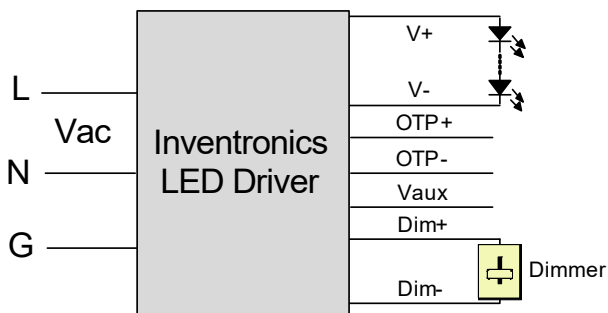 L
Vac
N
G
Inventronics
LED Driver
V+
V-
OTP+
OTP-
Vaux
Dim+
Dim-
Dimmer